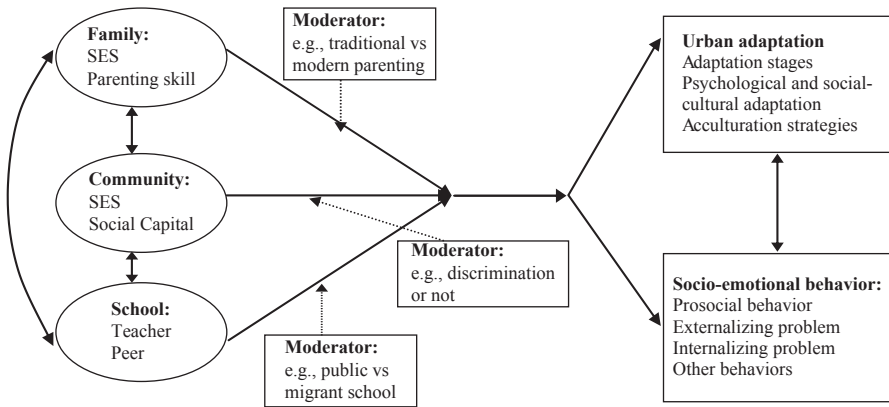 Family:
SES
Parenting skill
Moderator:
e.g., traditional vs
modern parenting
Urban adaptation
Adaptation stages
Psychological and social-
cultural adaptation
Acculturation strategies
Community:
SES
Social Capital
Moderator:
e.g., discrimination
or not
School:
Teacher
Peer
Moderator:
e.g., public vs
migrant school
Socio-emotional behavior:
Prosocial behavior
Externalizing problem
Internalizing problem
Other behaviors